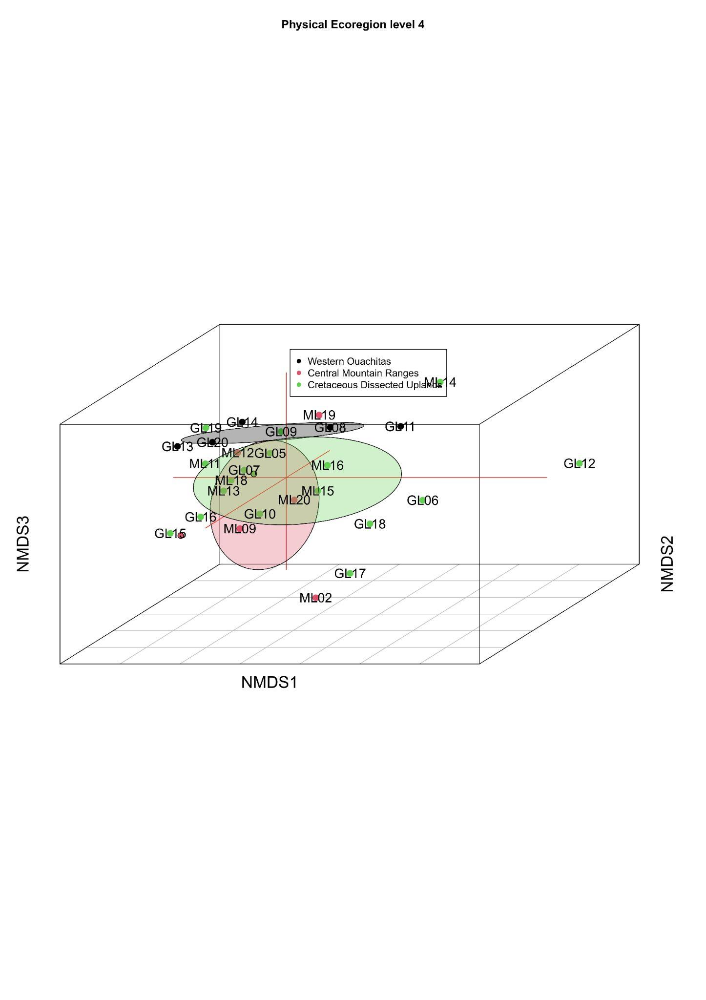 Physical Ecoregion level 4
Western Ouachitas
Central Mountain Ranges
Cretaceous Dissected Uplands
ML14
ML19
GL14
GL19
GL09
GL08
GL11
GL20
GL13
ML12
GL05
ML11
ML16
GL12
GL07
ML18
ML13
ML15
ML20
GL06
GL10
GL16
GL18
ML09
GL15
GL17
ML02
NMDS3
NMDS2
NMDS1